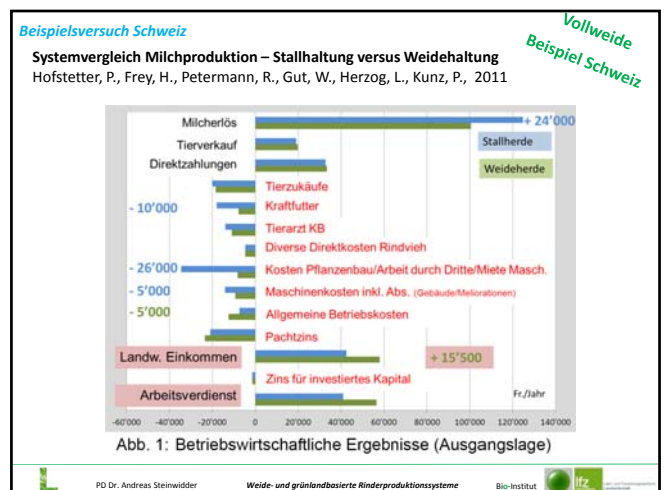 Beispielsversuch Schweiz
Vollweide
Beispiel Schweiz
Systemvergleich Milchproduktion – Stallhaltung versus Weidehaltung
Hofstetter, P., Frey, H., Petermann, R., Gut, W., Herzog, L., Kunz, P., 2011
Milcherlös
+ 24'000
Tierverkauf
Stallherde
Direktzahlungen
Weideherde
Tierzukäufe
- 10'000
Kraftfutter
Tierarzt KB
Diverse Direktkosten Rindvieh
- 26'000
Kosten Pflanzenbau/Arbeit durch Dritte/Miete Masch.
- 5'000
Maschinenkosten inkl. Abs. (Gebäude/Meliorationen)
- 5'000
Allgemeine Betriebskosten
Pachtzins
Landw. Einkommen
+ 15'500
Zins für investiertes Kapital
Arbeitsverdienst
Fr./Jahr
-60'000 -40'000 -20'000 0 20'000 40'000 60'000 80'000 100'000 120'000 140'000
Abb. 1: Betriebswirtschaftliche Ergebnisse (Ausgangslage)
PD Dr. Andreas Steinwidder Weide- und grünlandbasierte Rinderproduktionssysteme Bio-Institut lfz